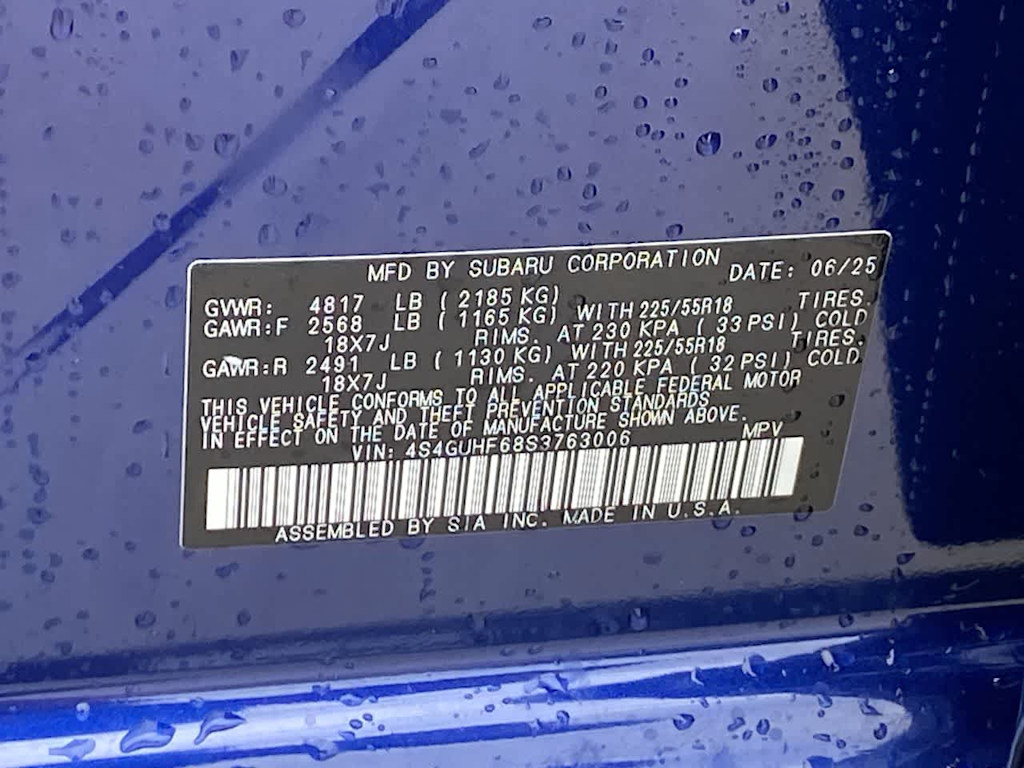 MFD BY SUBARU CORPORATION DATE: 06/25
GVWR: 4817 LB ( 2185 KG)
GAWR:F 2568 LB ( 1165 KG) WITH 225/55R18 TIRES.
18X7J RIMS. AT 230 KPA ( 33 PSI) COLD
GAWR:R 2491 LB ( 1130 KG) WITH 225/55R18 TIRES.
18X7J RIMS. AT 220 KPA ( 32 PSI) COLD.
THIS VEHICLE CONFORMS TO ALL APPLICABLE FEDERAL MOTOR
VEHICLE SAFETY AND THEFT PREVENTION STANDARDS
IN EFFECT ON THE DATE OF MANUFACTURE SHOWN ABOVE.
VIN: 4S4GUHF68S3763006 MPV
ASSEMBLED BY SIA INC. MADE IN U.S.A.